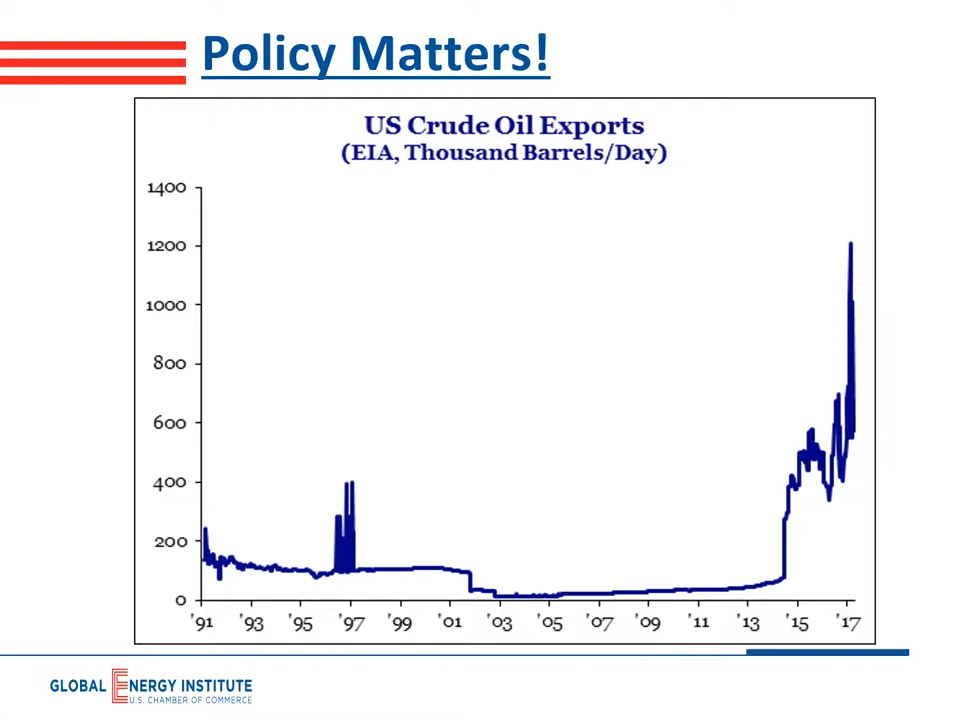 Policy Matters!
US Crude Oil Exports
(EIA, Thousand Barrels/Day)
1400
1200
1000
800
600
400
200
0
'91 '93 '95 '97 '99 '01 '03 '05 '07 '09 '11 '13 '15 '17
GLOBAL ENERGY INSTITUTE
U.S. CHAMBER OF COMMERCE